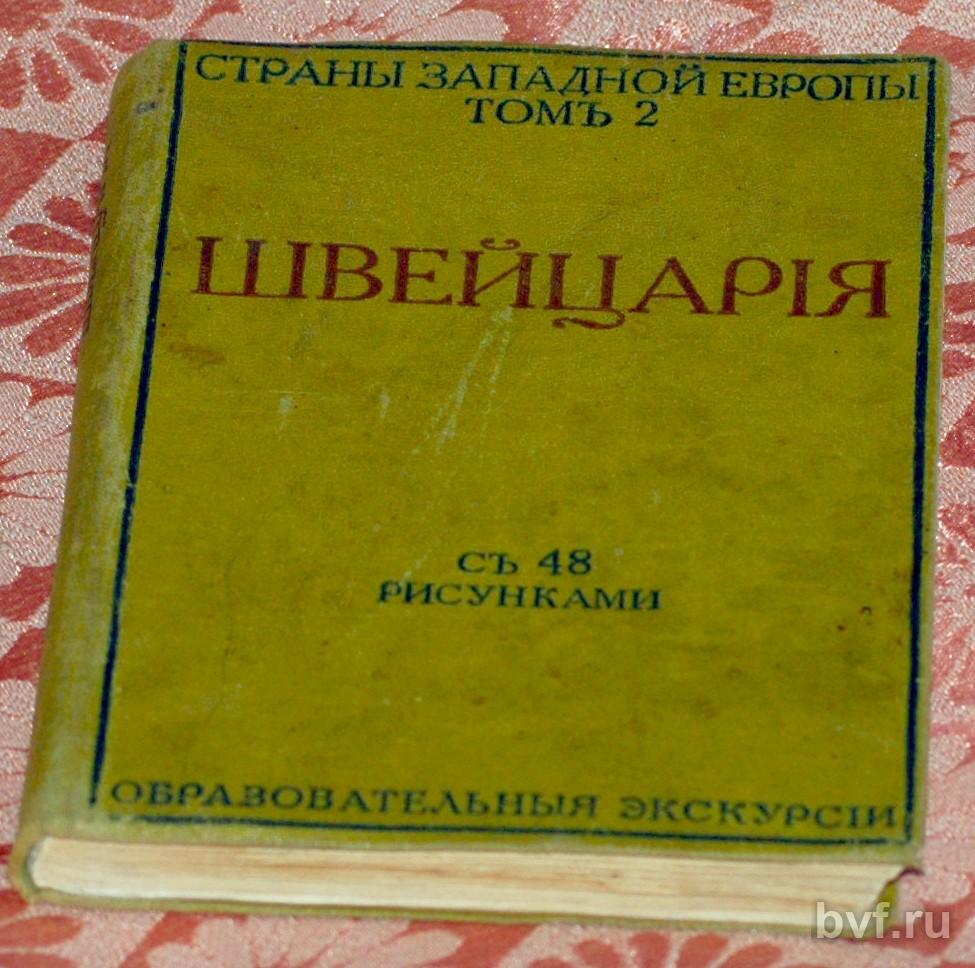 СТРАНЫ ЗАПАДНОЙ ЕВРОПЫ
ТОМЪ 2
ШВЕЙЦАРІЯ
СЪ 48
РИСУНКАМИ
ОБРАЗОВАТЕЛЬНЫЯ ЭКСКУРСІИ
bvf.ru